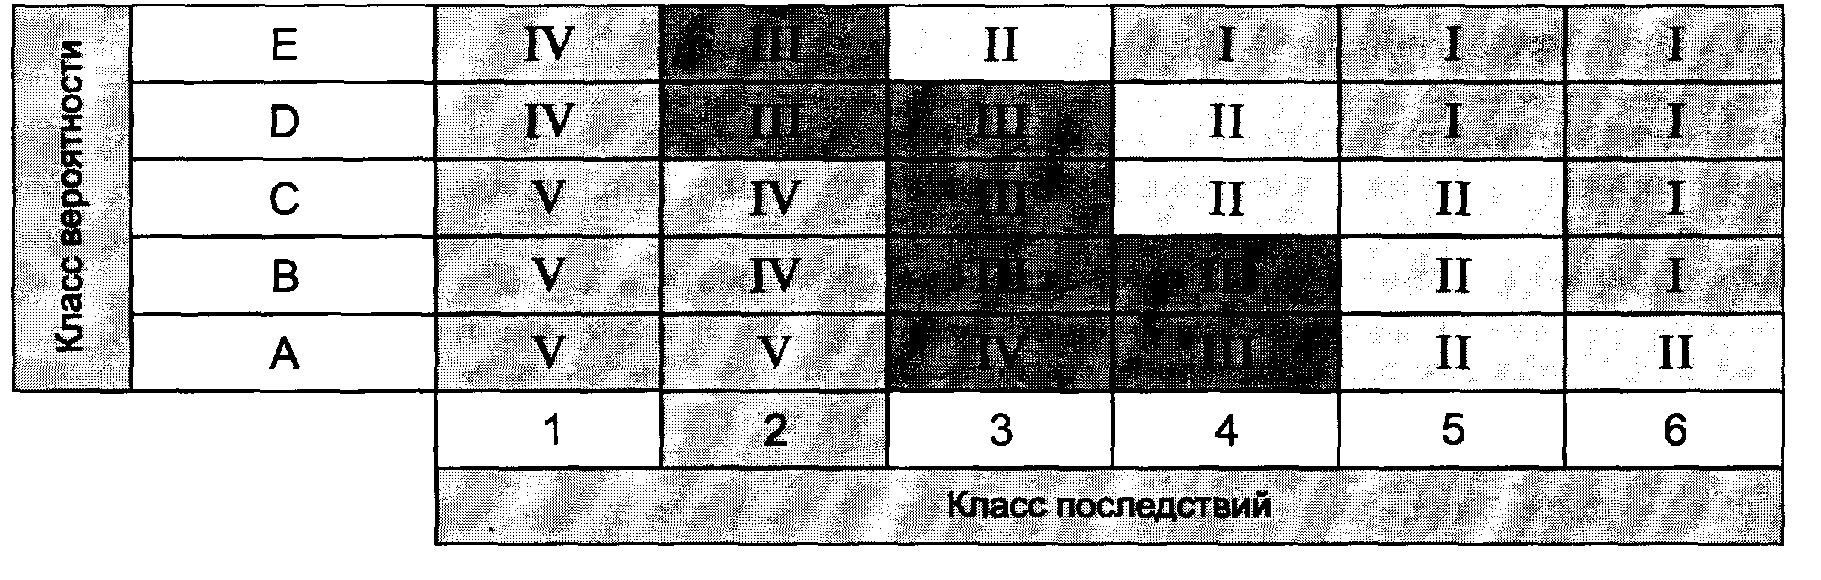 Класс вероятности
E IV III II I I I
D IV III III II I I
C V IV III II II I
B V IV III III II I
A V V IV III II II
1 2 3 4 5 6
Класс последствий